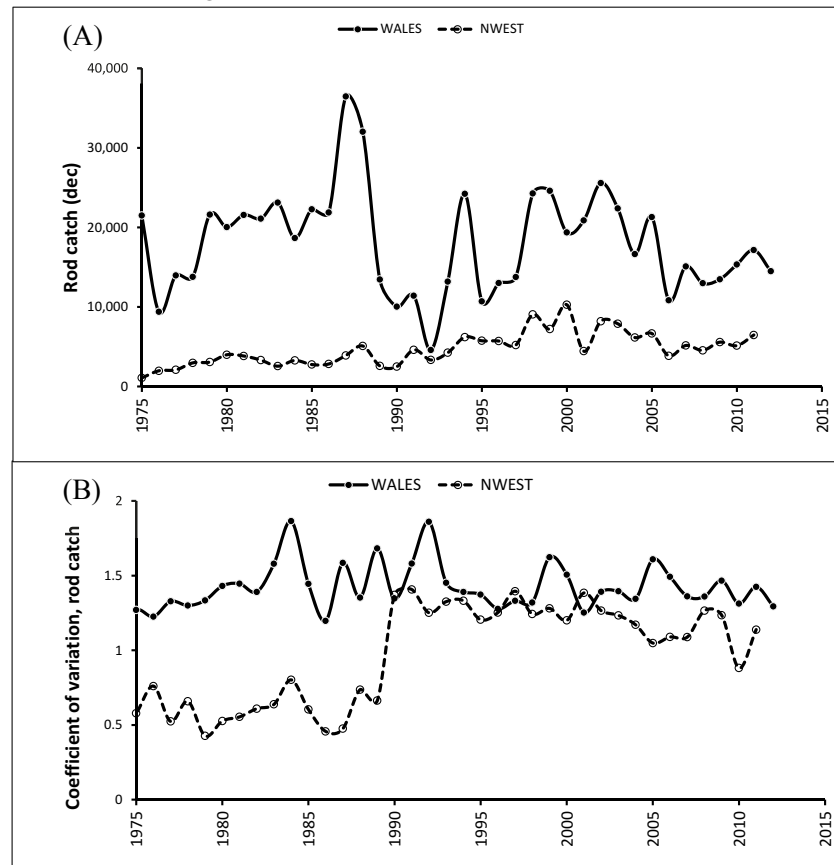 (A)
WALES NWEST
40,000
30,000
20,000
10,000
0
Rod catch (dec)
1975 1980 1985 1990 1995 2000 2005 2010 2015
(B)
WALES NWEST
2
1.5
1
0.5
0
Coefficient of variation, rod catch
1975 1980 1985 1990 1995 2000 2005 2010 2015